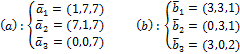 (a): { ā₁ = (1,7,7)
ā₂ = (7,1,7)
ā₃ = (0,0,7)
(b): { b̄₁ = (3,3,1)
b̄₂ = (0,3,1)
b̄₃ = (3,0,2)